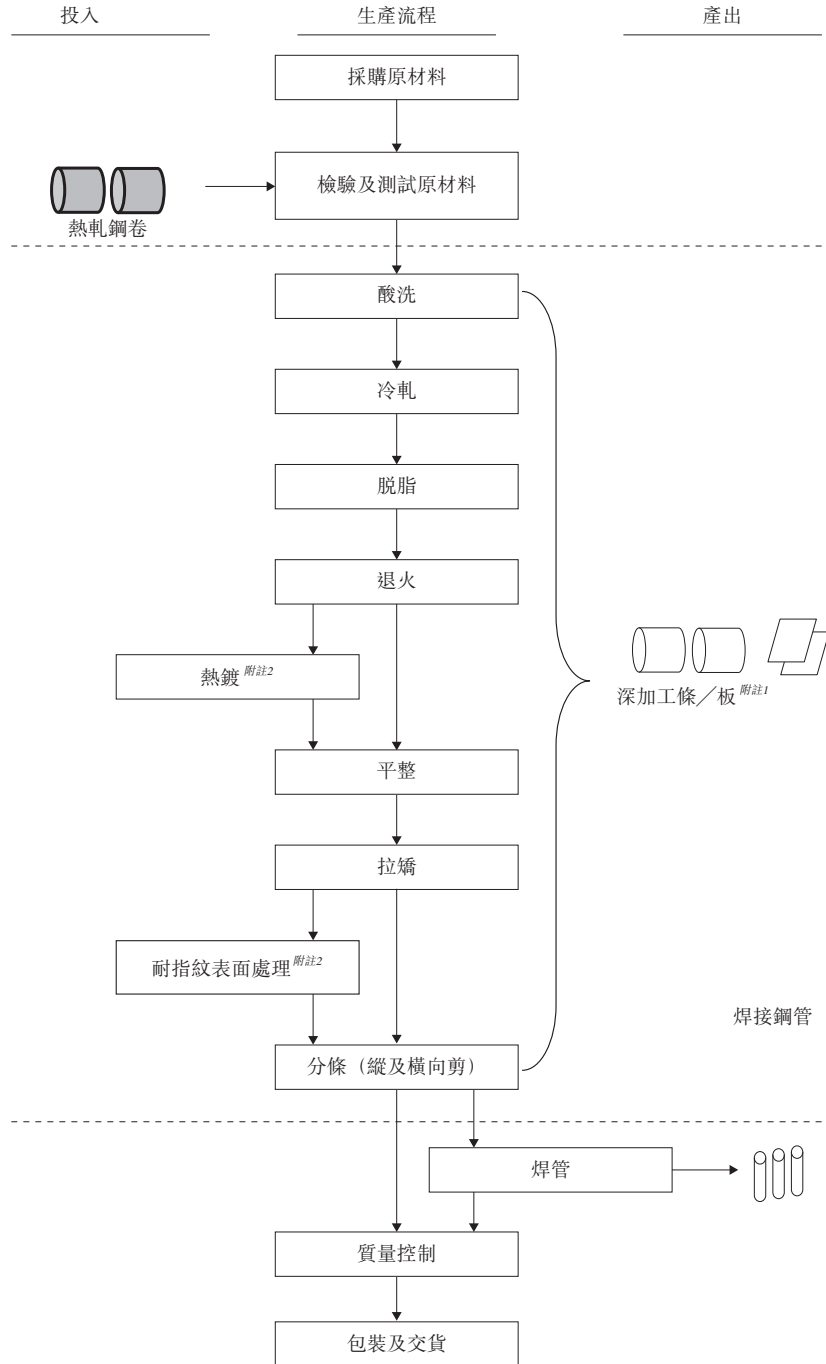 投入
生產流程
產出
採購原材料
檢驗及測試原材料
熱軋鋼卷
酸洗
冷軋
脱脂
退火
熱鍍附註2
深加工條／板附註1
平整
拉矯
耐指紋表面處理附註2
焊接鋼管
分條（縱及橫向剪）
焊管
質量控制
包裝及交貨